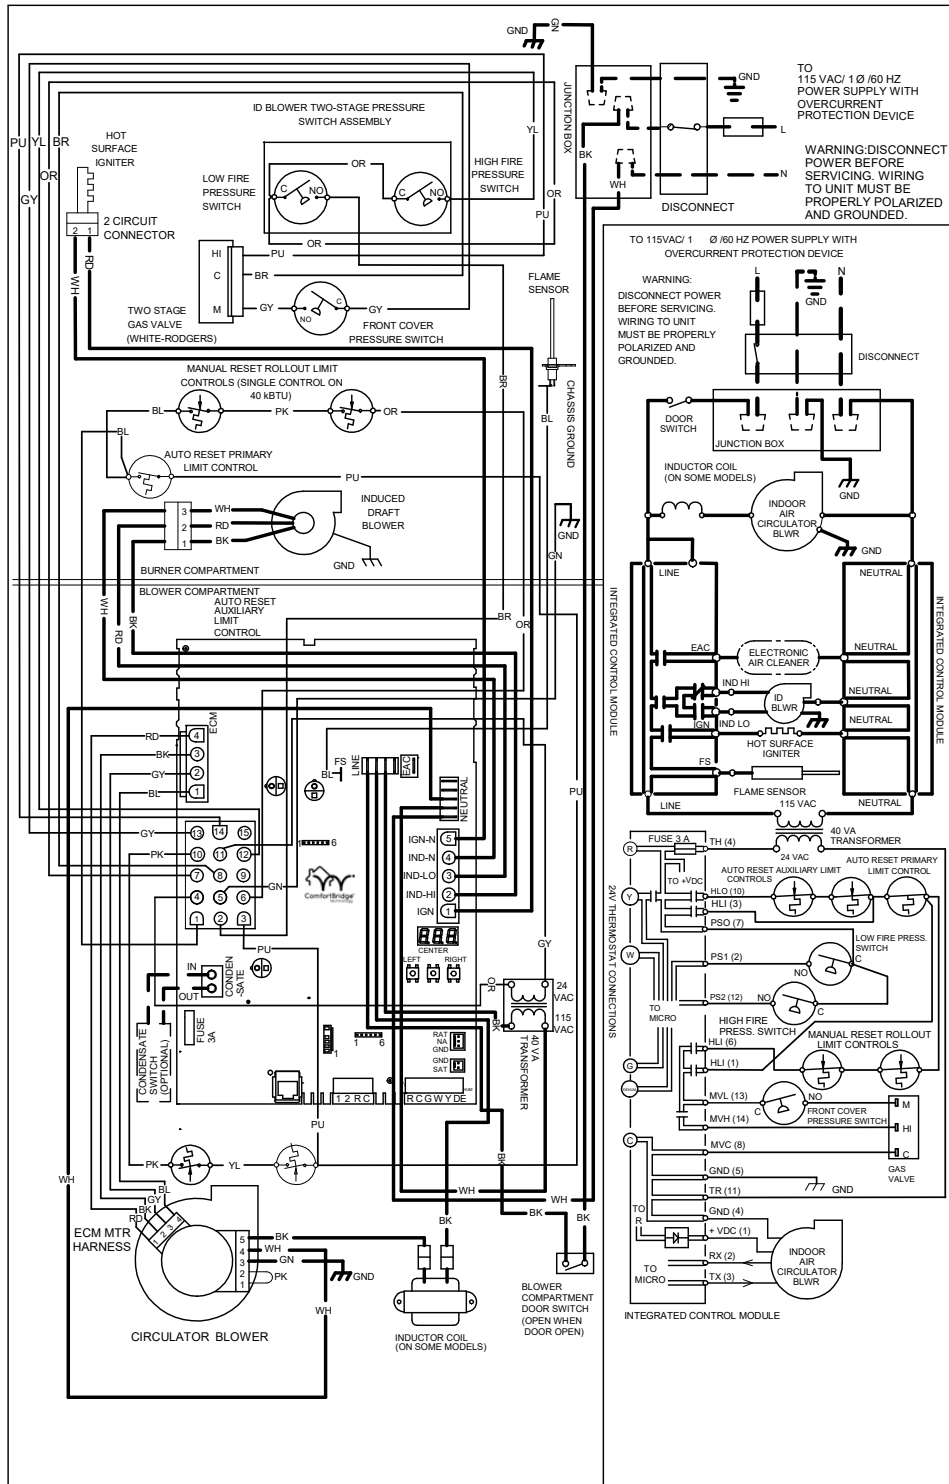 GND
GN
PU
YL
BR
OR
GY
HOT
SURFACE
IGNITER
2 CIRCUIT
CONNECTOR
2 1
WH
RD
ID BLOWER TWO-STAGE PRESSURE
SWITCH ASSEMBLY
LOW FIRE
PRESSURE
SWITCH
C
NO
OR
C
NO
HIGH FIRE
PRESSURE
SWITCH
YL
OR
PU
OR
HI
C
M
PU
BR
GY
NO
C
GY
TWO STAGE
GAS VALVE
(WHITE-RODGERS)
FRONT COVER
PRESSURE SWITCH
FLAME
SENSOR
JUNCTION BOX
BK
WH
GND
L
N
DISCONNECT
TO
115 VAC/ 1 Ø /60 HZ
POWER SUPPLY WITH
OVERCURRENT
PROTECTION DEVICE
WARNING:DISCONNECT
POWER BEFORE
SERVICING. WIRING
TO UNIT MUST BE
PROPERLY POLARIZED
AND GROUNDED.
MANUAL RESET ROLLOUT LIMIT
CONTROLS (SINGLE CONTROL ON
40 kBTU)
BL
PK
OR
BL
AUTO RESET PRIMARY
LIMIT CONTROL
PU
BR
BL
CHASSIS GROUND
3
2
1
WH
RD
BK
INDUCED
DRAFT
BLOWER
GND
GND
GN
BURNER COMPARTMENT
BLOWER COMPARTMENT
AUTO RESET
AUXILIARY
LIMIT
CONTROL
WH
RD
BK
BR
OR
ECM
RD
BK
GY
BL
4
3
2
1
FS
BL
LINE
EAC
NEUTRAL
PU
GY
PK
13 14 15
10 11 12
7 8 9
4 5 6
1 2 3
GN
PU
1 6
ComfortBridge
IGN-N 5
IND-N 4
IND-LO 3
IND-HI 2
IGN 1
CENTER
LEFT
RIGHT
GY
OR
BK
24
VAC
115
VAC
40 VA
TRANSFORMER
IN
OUT
CONDEN
-SATE
CONDENSATE
SWITCH
(OPTIONAL)
FUSE
3A
1
1 6
RAT
NA
GND
GND
SAT
1 2 R C
R C G W Y DE
PU
PK
YL
WH
WH
WH
BK
BK
BK
BK
BL
GY
BK
RD
1 2 3 4
ECM MTR
HARNESS
5
4
3
2
1
BK
WH
GN
PK
GND
WH
CIRCULATOR BLOWER
INDUCTOR COIL
(ON SOME MODELS)
BLOWER
COMPARTMENT
DOOR SWITCH
(OPEN WHEN
DOOR OPEN)
TO 115VAC/ 1 Ø /60 HZ POWER SUPPLY WITH
OVERCURRENT PROTECTION DEVICE
WARNING:
DISCONNECT POWER
BEFORE SERVICING.
WIRING TO UNIT
MUST BE PROPERLY
POLARIZED AND
GROUNDED.
L
GND
N
DISCONNECT
DOOR
SWITCH
JUNCTION BOX
INDUCTOR COIL
(ON SOME MODELS)
GND
INDOOR
AIR
CIRCULATOR
BLWR
GND
LINE
NEUTRAL
INTEGRATED CONTROL MODULE
INTEGRATED CONTROL MODULE
EAC
ELECTRONIC
AIR CLEANER
NEUTRAL
IND HI
ID
BLWR
NEUTRAL
IND LO
NEUTRAL
IGN
HOT SURFACE
IGNITER
FS
FLAME SENSOR
LINE
115 VAC
NEUTRAL
40 VA
TRANSFORMER
24 VAC
FUSE 3 A
TH (4)
R
TO +VDC
Y
W
G
C
24V THERMOSTAT CONNECTIONS
AUTO RESET AUXILIARY LIMIT
CONTROLS
AUTO RESET PRIMARY
LIMIT CONTROL
HLO (10)
HLI (3)
PSO (7)
LOW FIRE PRESS.
SWITCH
PS1 (2)
NO
C
PS2 (12)
NO
C
TO
MICRO
HIGH FIRE
PRESS. SWITCH
MANUAL RESET ROLLOUT
LIMIT CONTROLS
HLI (6)
HLI (1)
MVL (13)
C
NO
FRONT COVER
PRESSURE SWITCH
M
HI
C
GAS
VALVE
MVH (14)
MVC (8)
GND (5)
GND
TR (11)
TO
R
GND (4)
+ VDC (1)
RX (2)
TO
MICRO
TX (3)
INDOOR
AIR
CIRCULATOR
BLWR
INTEGRATED CONTROL MODULE